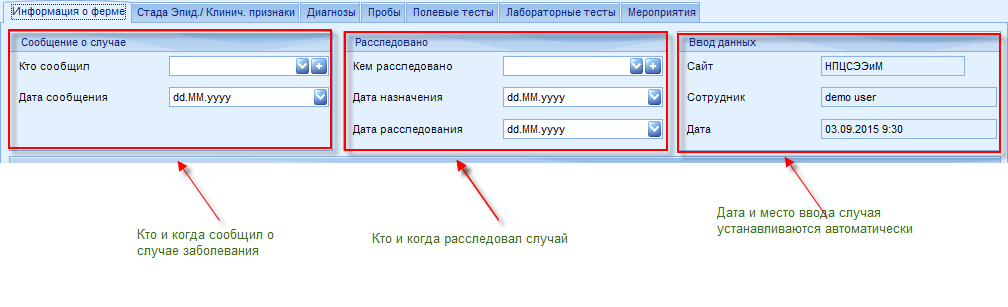 Информация о ферме Стада Эпид./ Клинич. признаки Диагнозы Пробы Полевые тесты Лабораторные тесты Мероприятия
Сообщение о случае
Кто сообщил
Дата сообщения dd.MM.yyyy
Расследовано
Кем расследовано
Дата назначения dd.MM.yyyy
Дата расследования dd.MM.yyyy
Ввод данных
Сайт НПЦСЭЭиМ
Сотрудник demo user
Дата 03.09.2015 9:30
Кто и когда сообщил о
случае заболевания
Кто и когда расследовал случай
Дата и место ввода случая
устанавливаются автоматически